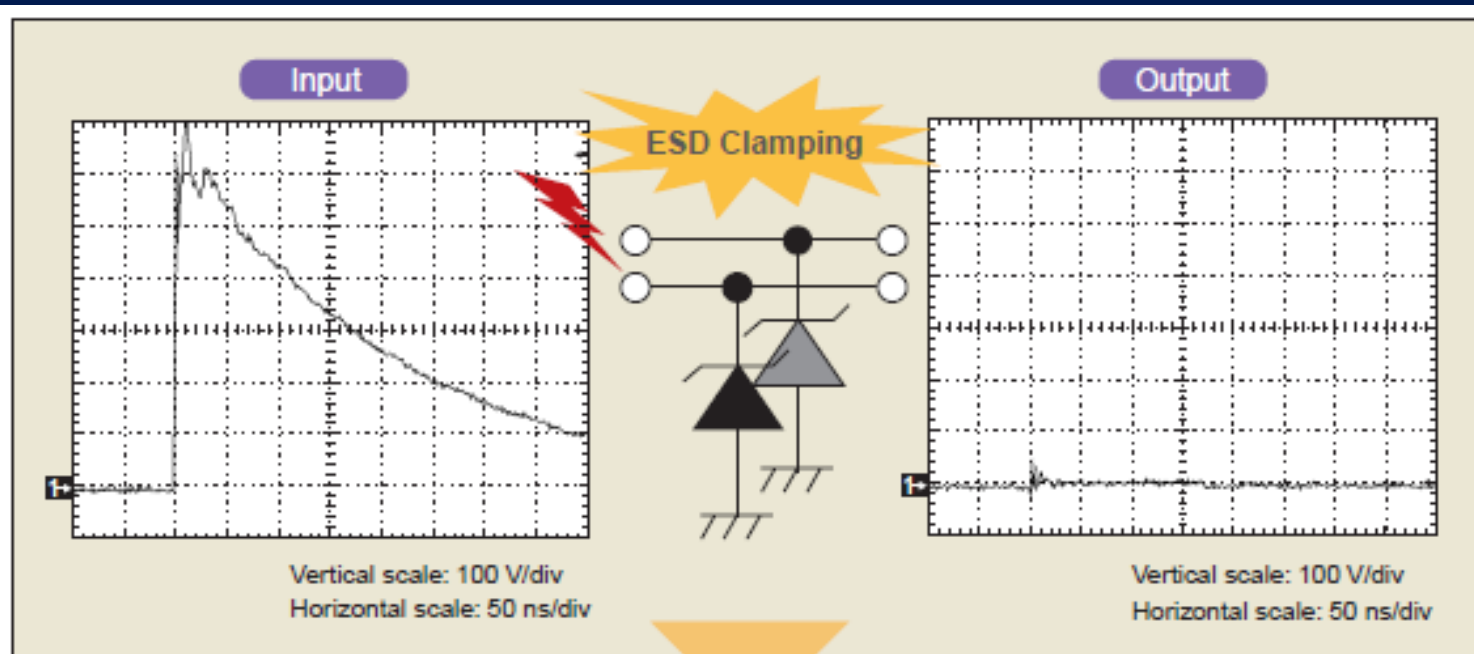 Input
Output
ESD Clamping
1
1
Vertical scale: 100 V/div
Horizontal scale: 50 ns/div
Vertical scale: 100 V/div
Horizontal scale: 50 ns/div